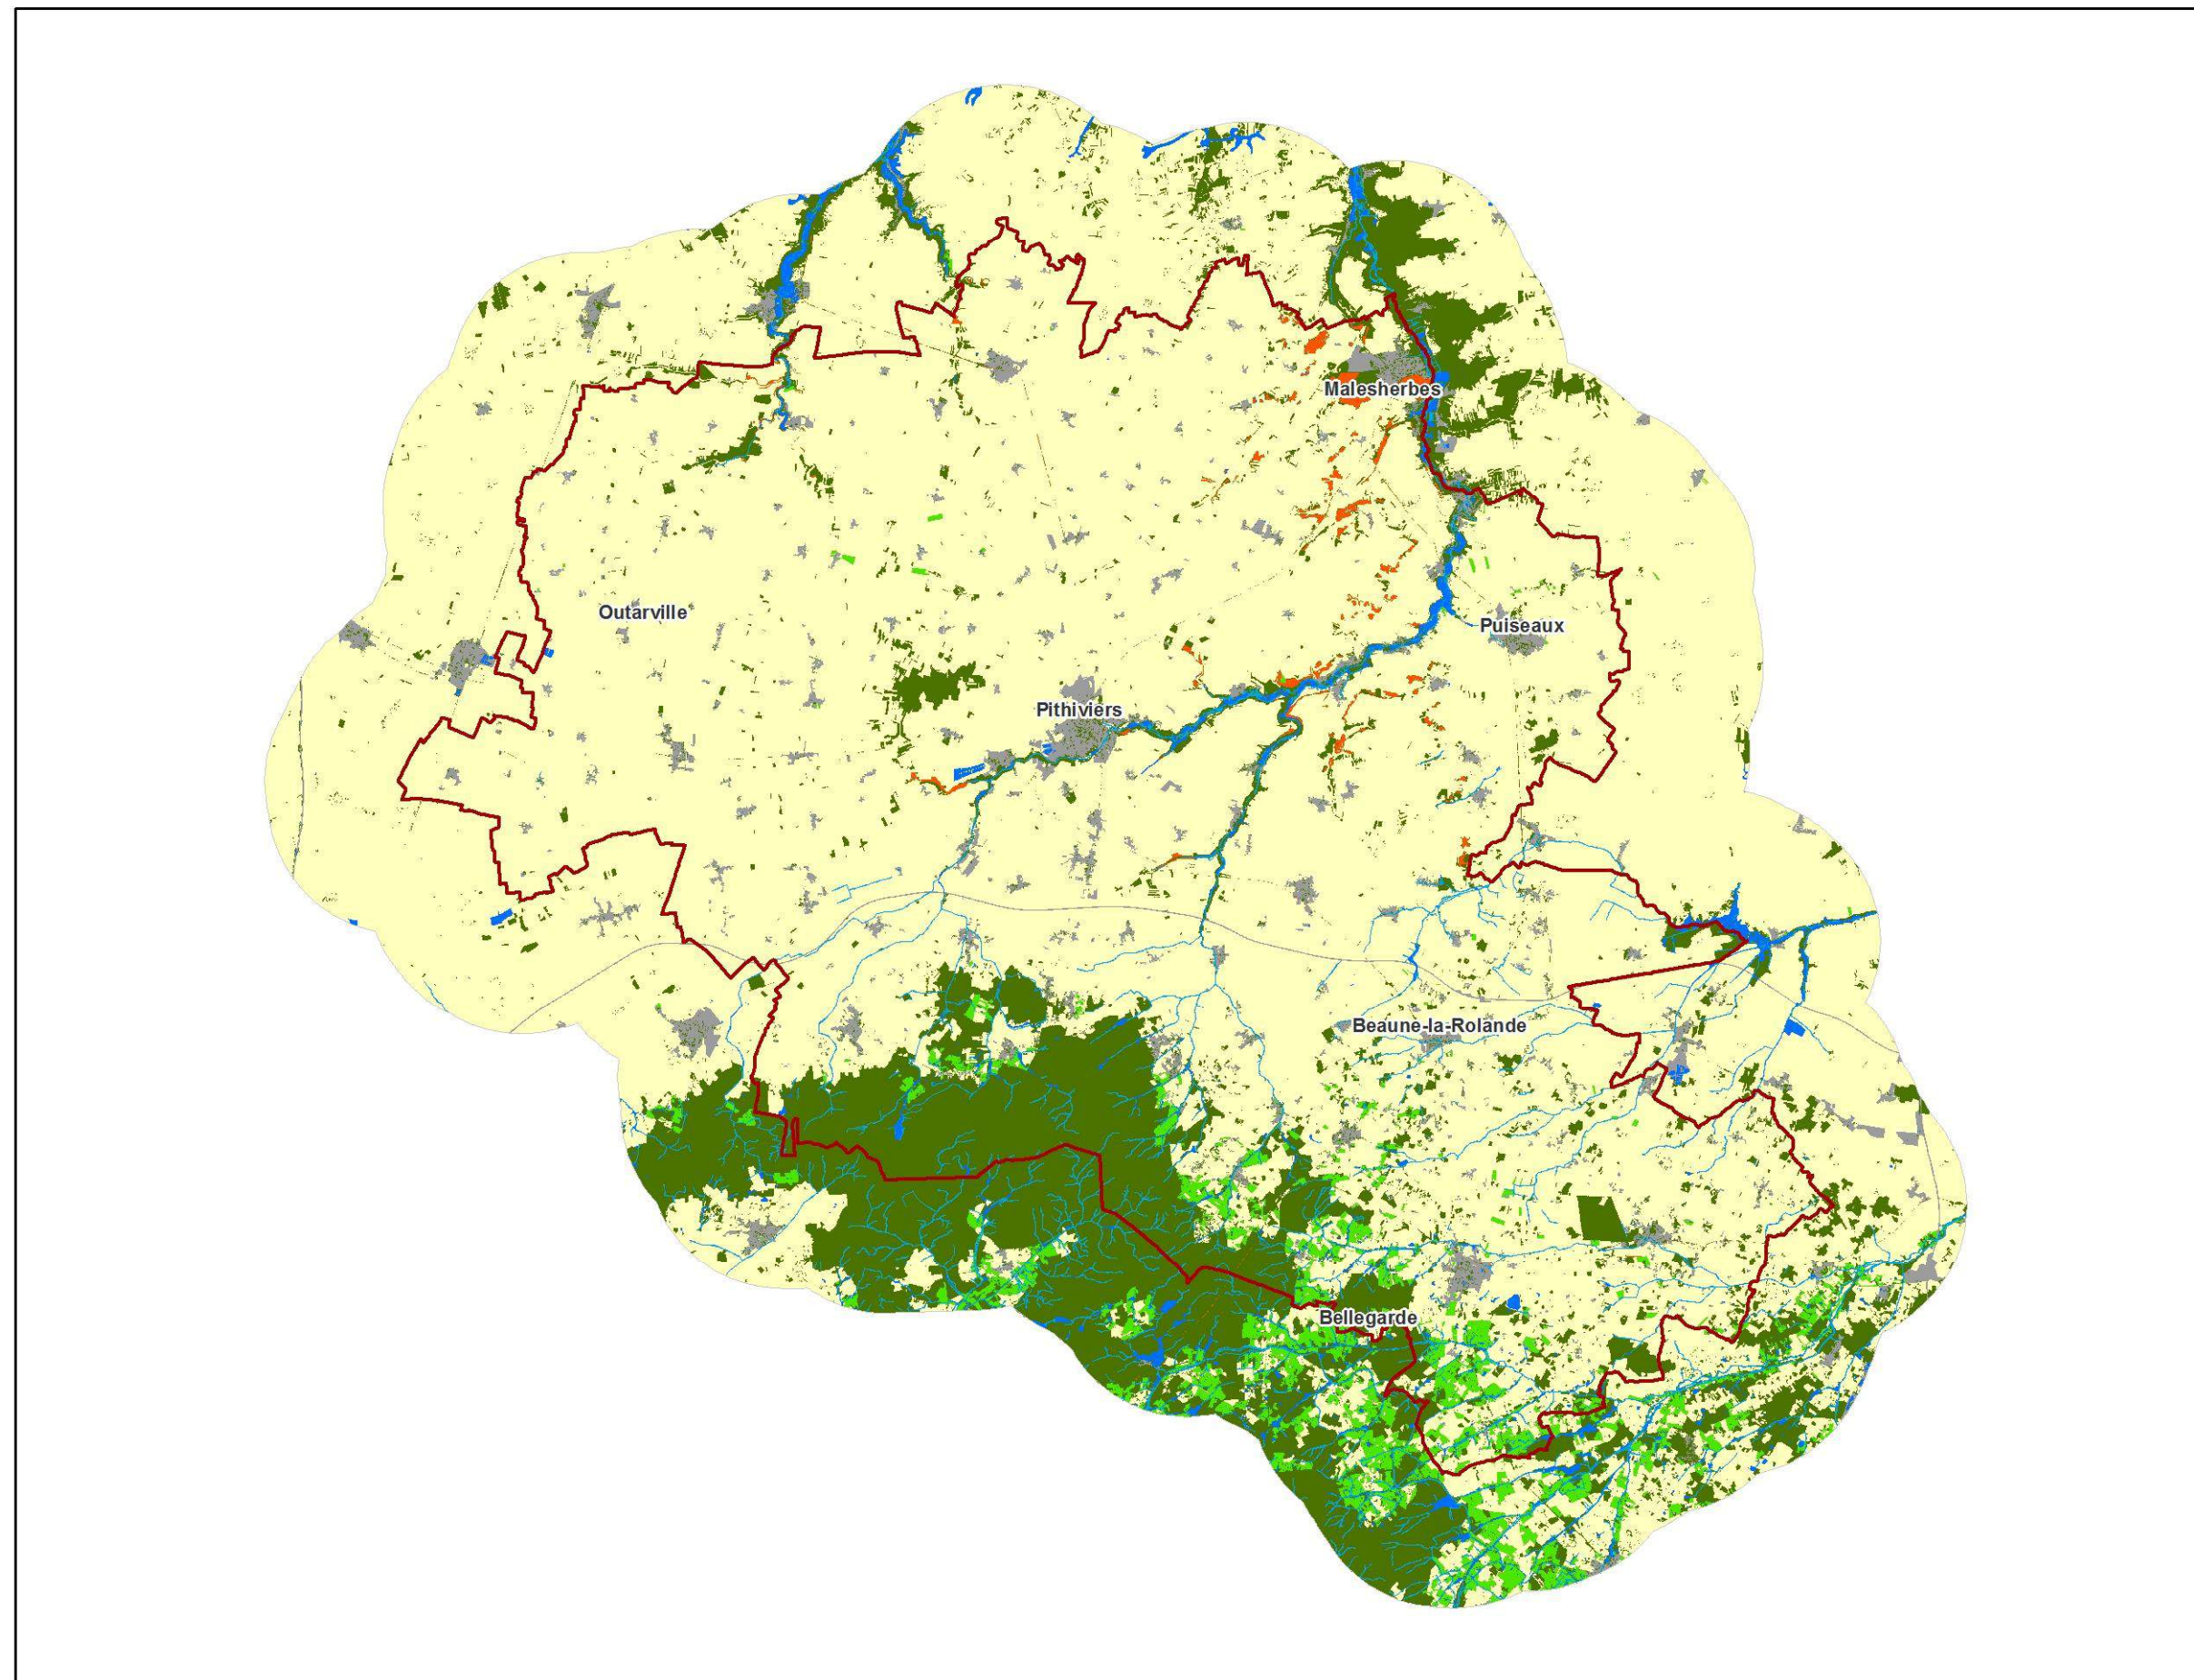 Malesherbes
Outarville
Puiseaux
Pithiviers
Beaune-la-Rolande
Bellegarde